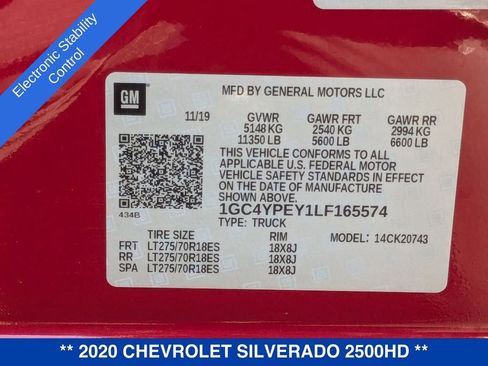 Electronic Stability
Control
GM
MFD BY GENERAL MOTORS LLC
11/19 GVWR GAWR FRT GAWR RR
5148 KG 2540 KG 2994 KG
11350 LB 5600 LB 6600 LB
THIS VEHICLE CONFORMS TO ALL
APPLICABLE U.S. FEDERAL MOTOR
VEHICLE SAFETY STANDARDS IN EFFECT
ON THE DATE OF MANUFACTURE SHOWN ABOVE.
1GC4YPEY1LF165574
434B TYPE: TRUCK
TIRE SIZE RIM MODEL: 14CK20743
FRT LT275/70R18ES 18X8J
RR LT275/70R18ES 18X8J
SPA LT275/70R18ES 18X8J
** 2020 CHEVROLET SILVERADO 2500HD **